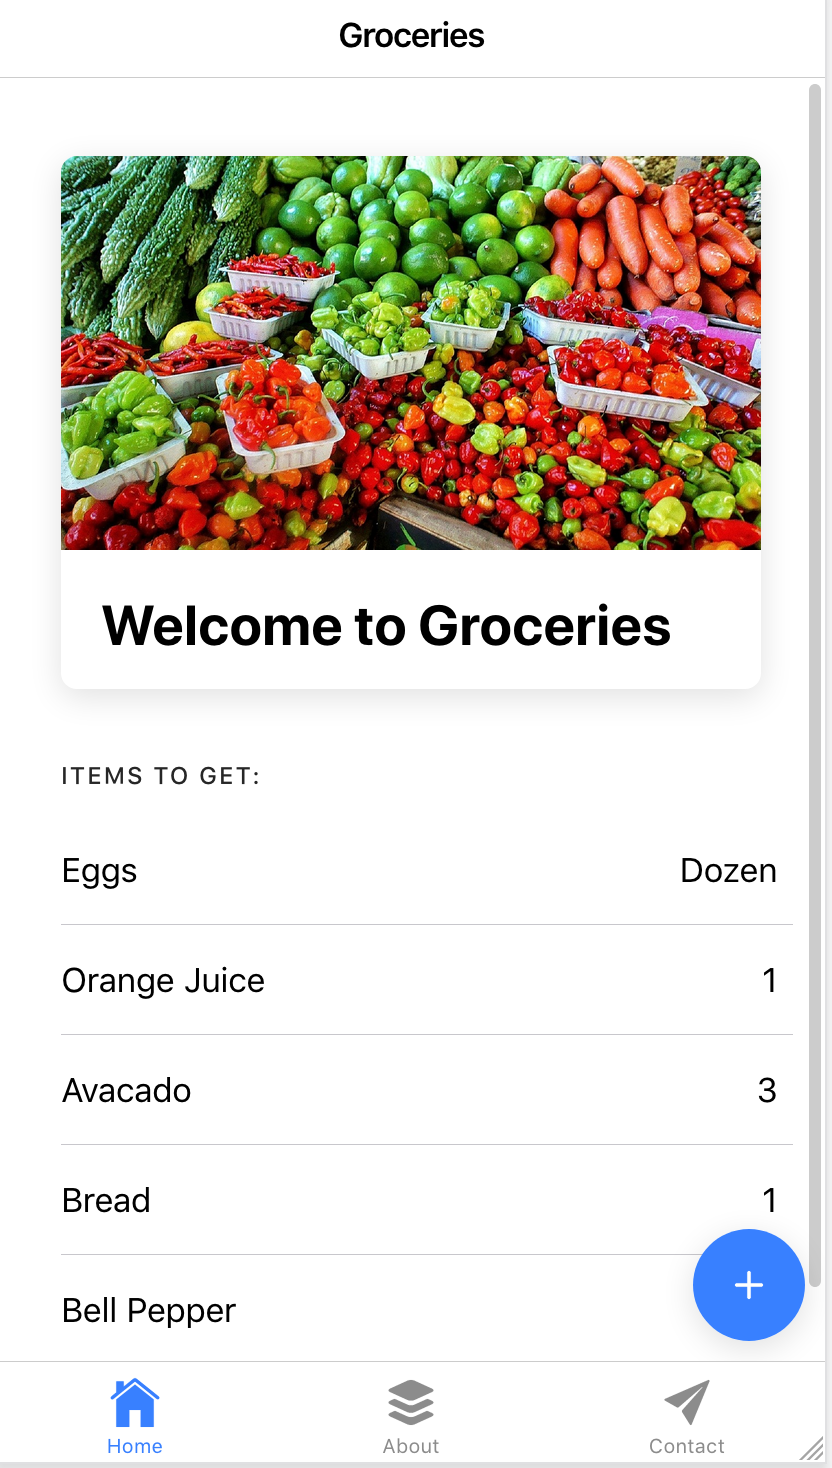 Groceries
Welcome to Groceries
ITEMS TO GET:
Eggs Dozen
Orange Juice 1
Avacado 3
Bread 1
Bell Pepper
Home About Contact